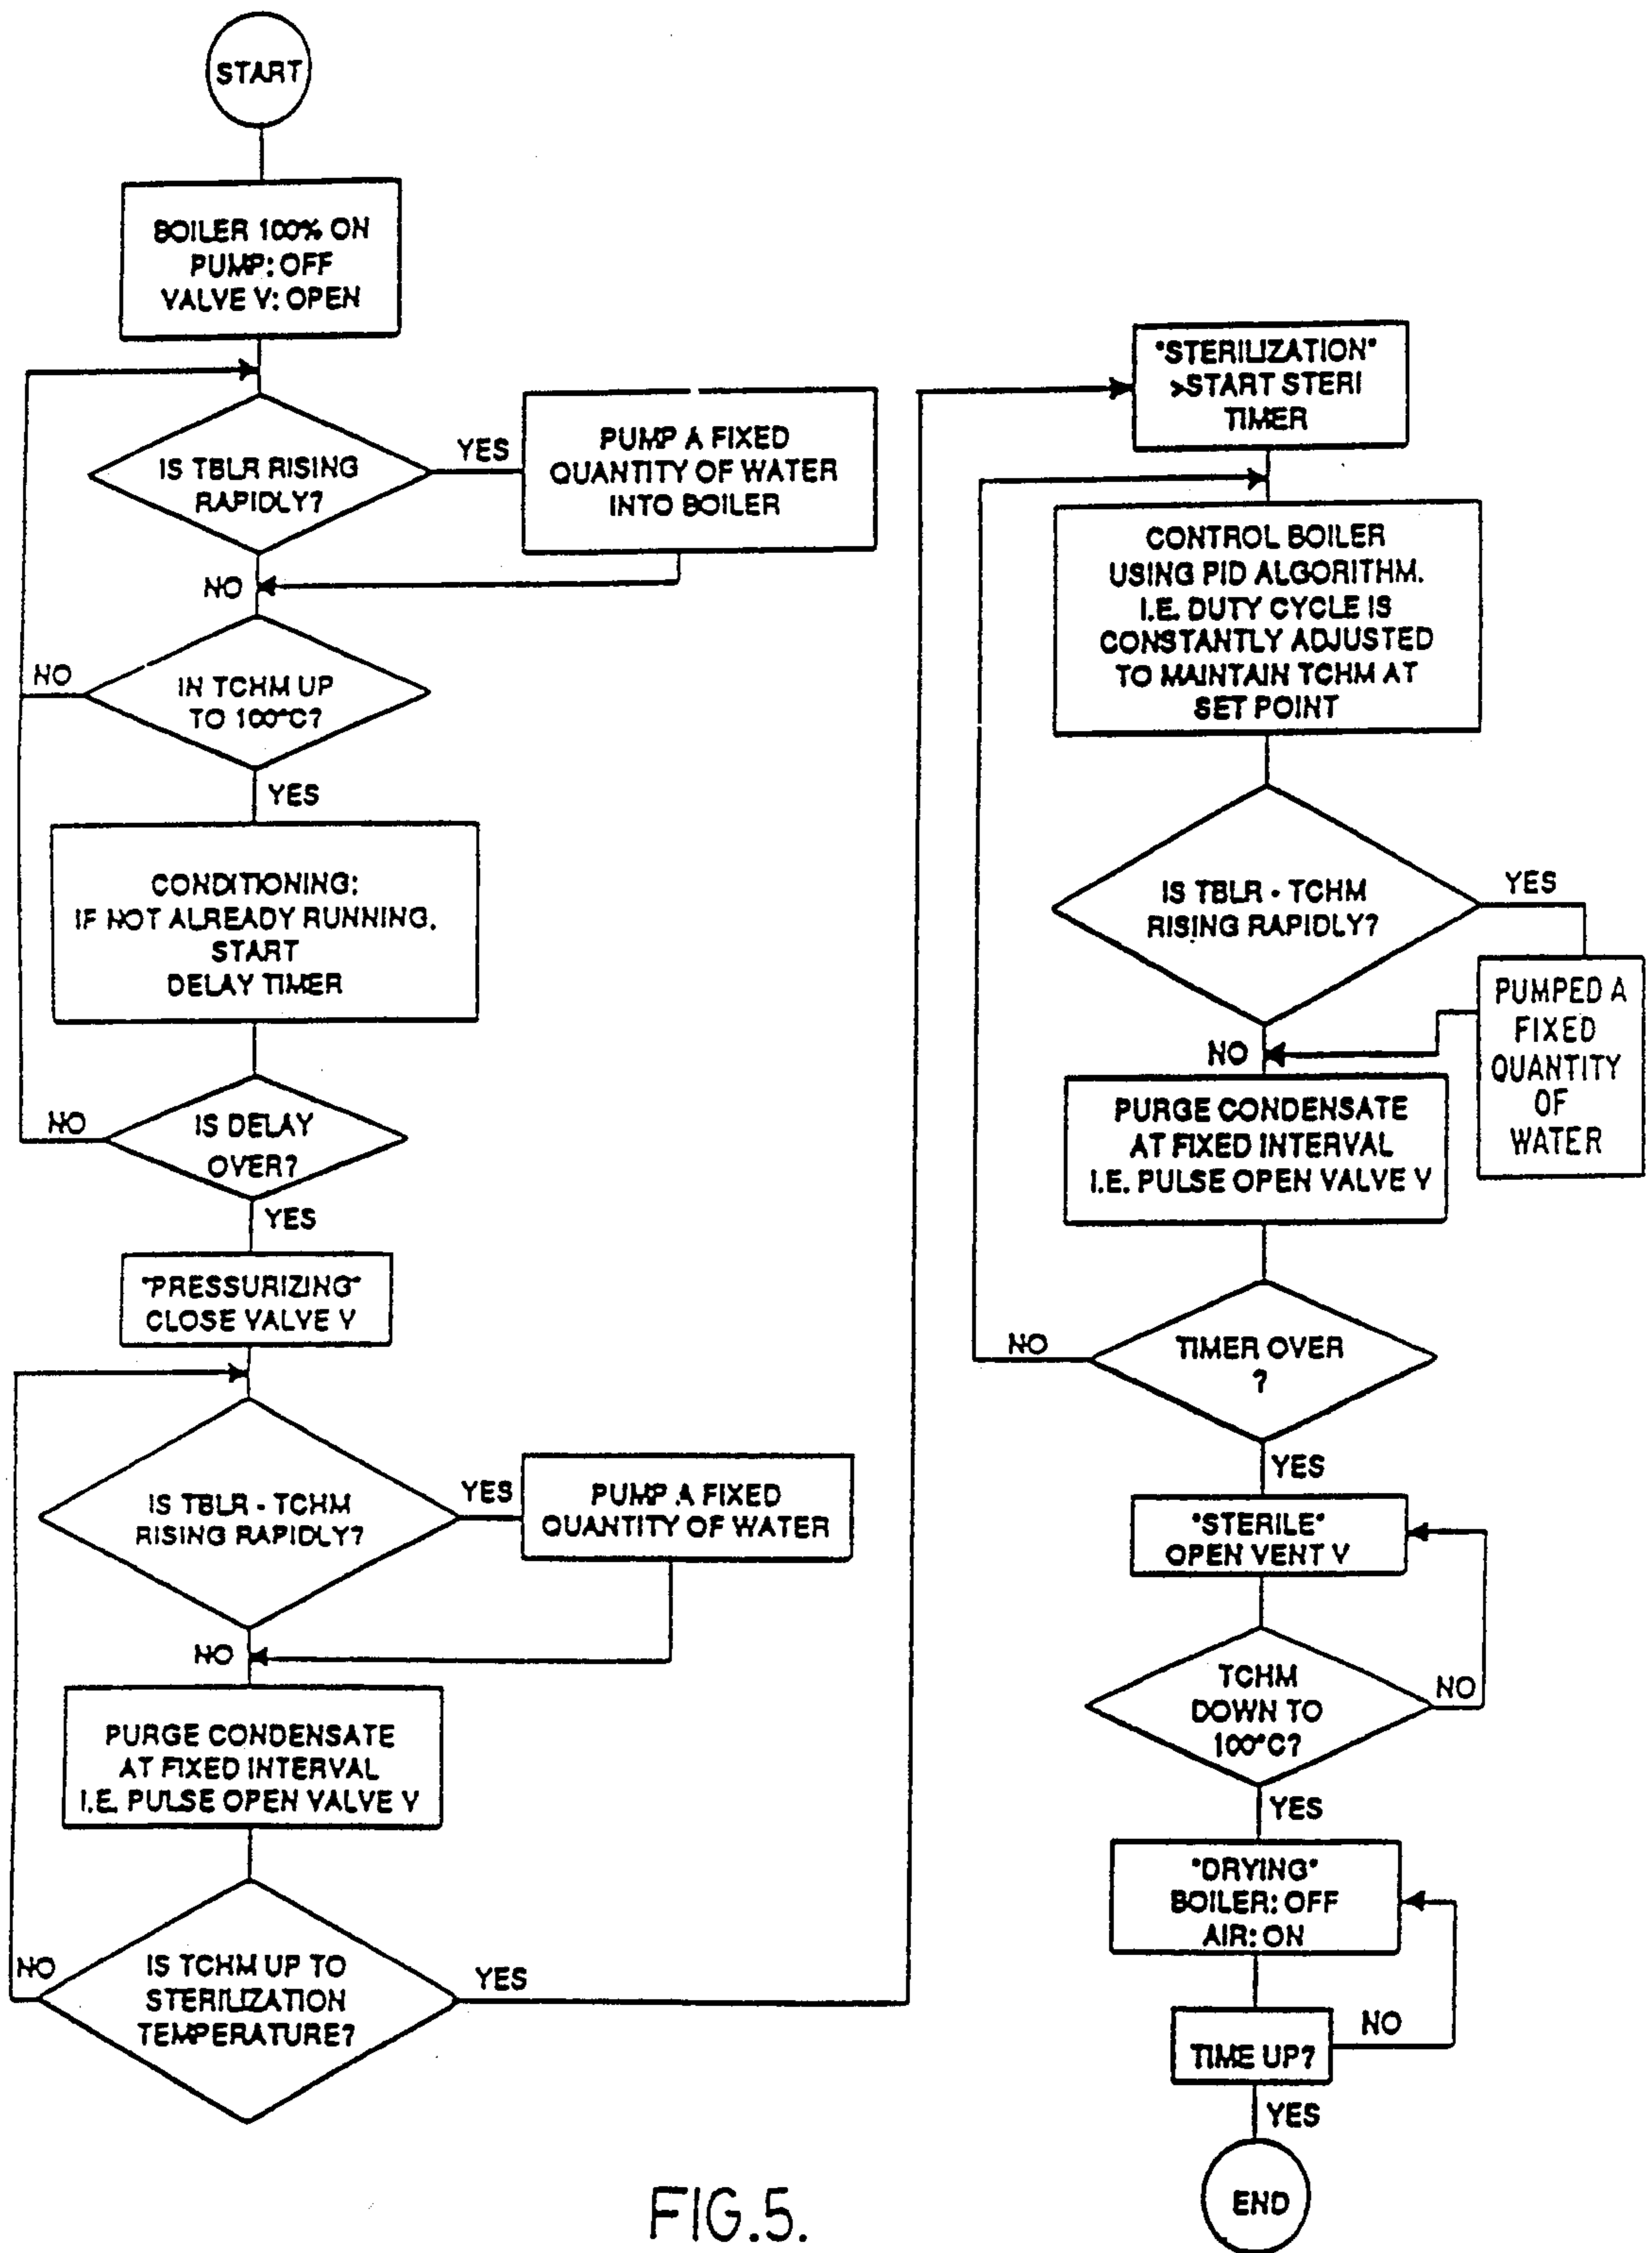 START
BOILER 100% ON
PUMP: OFF
VALVE V: OPEN
IS TBLR RISING
RAPIDLY?
YES
PUMP A FIXED
QUANTITY OF WATER
INTO BOILER
NO
IN TCHM UP
TO 100°C?
NO
YES
CONDITIONING:
IF NOT ALREADY RUNNING,
START
DELAY TIMER
IS DELAY
OVER?
NO
YES
"PRESSURIZING"
CLOSE VALVE V
IS TBLR - TCHM
RISING RAPIDLY?
YES
PUMP A FIXED
QUANTITY OF WATER
NO
PURGE CONDENSATE
AT FIXED INTERVAL
I.E. PULSE OPEN VALVE V
IS TCHM UP TO
STERILIZATION
TEMPERATURE?
NO
YES
"STERILIZATION"
>START STERI
TIMER
CONTROL BOILER
USING PID ALGORITHM.
I.E. DUTY CYCLE IS
CONSTANTLY ADJUSTED
TO MAINTAIN TCHM AT
SET POINT
IS TBLR - TCHM
RISING RAPIDLY?
YES
PUMPED A
FIXED
QUANTITY
OF
WATER
NO
PURGE CONDENSATE
AT FIXED INTERVAL
I.E. PULSE OPEN VALVE V
TIMER OVER
?
NO
YES
"STERILE"
OPEN VENT V
TCHM
DOWN TO
100°C?
NO
YES
"DRYING"
BOILER: OFF
AIR: ON
TIME UP?
NO
YES
END
FIG.5.